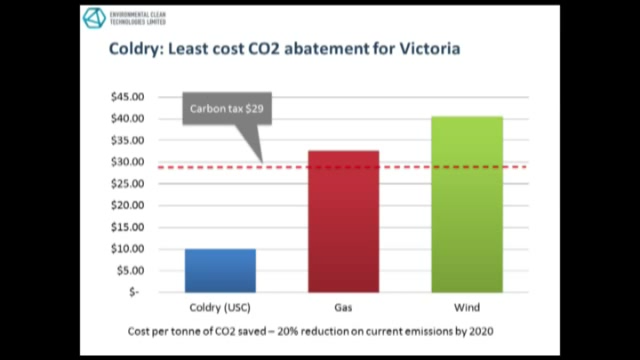 ENVIRONMENTAL CLEAN
TECHNOLOGIES LIMITED
Coldry: Least cost CO2 abatement for Victoria
$45.00
Carbon tax $29
$40.00
$35.00
$30.00
$25.00
$20.00
$15.00
$10.00
$5.00
$-
Coldry (USC) Gas Wind
Cost per tonne of CO2 saved – 20% reduction on current emissions by 2020